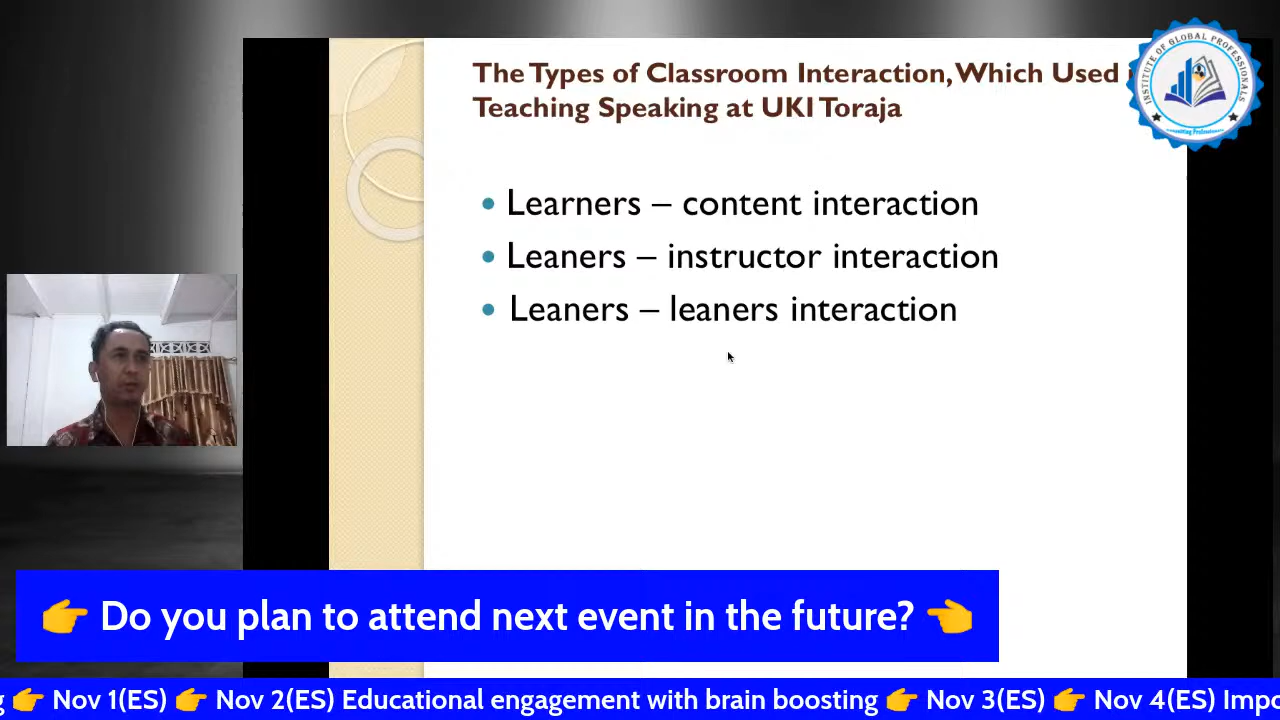 The Types of Classroom Interaction, Which Used
Teaching Speaking at UKI Toraja
INSTITUTE OF GLOBAL PROFESSIONALS
Learners – content interaction
Leaners – instructor interaction
Leaners – leaners interaction
👉 Do you plan to attend next event in the future? 👈
👉 Nov 1(ES) 👉 Nov 2(ES) Educational engagement with brain boosting 👉 Nov 3(ES) 👉 Nov 4(ES)